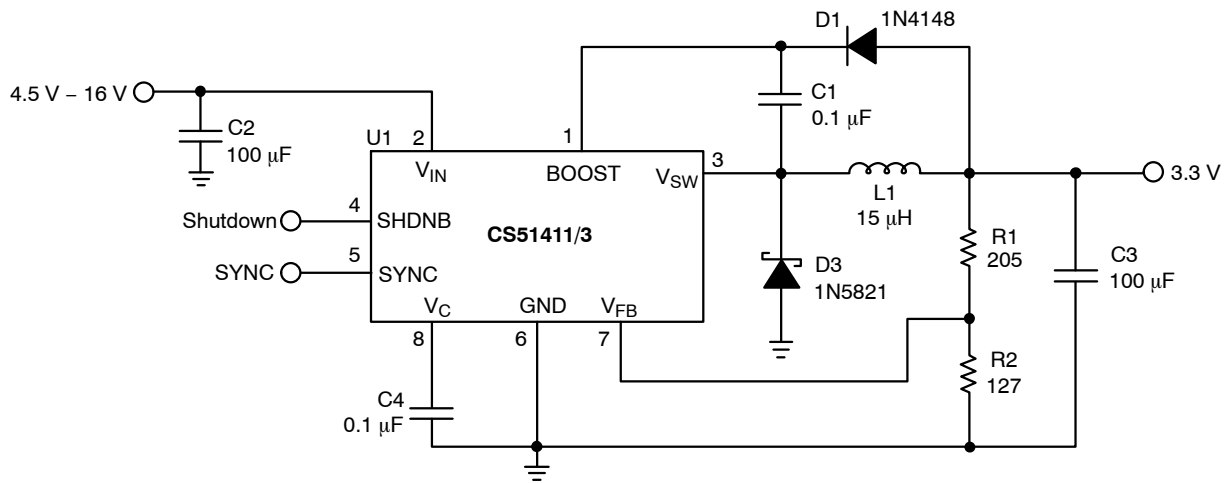 D1
1N4148
4.5 V – 16 V
C2
100 μF
C1
0.1 μF
U1
2
1
3
VIN
BOOST
VSW
3.3 V
L1
15 μH
Shutdown
4
SHDNB
CS51411/3
SYNC
5
SYNC
R1
205
C3
100 μF
D3
1N5821
VC
GND
VFB
8
6
7
R2
127
C4
0.1 μF